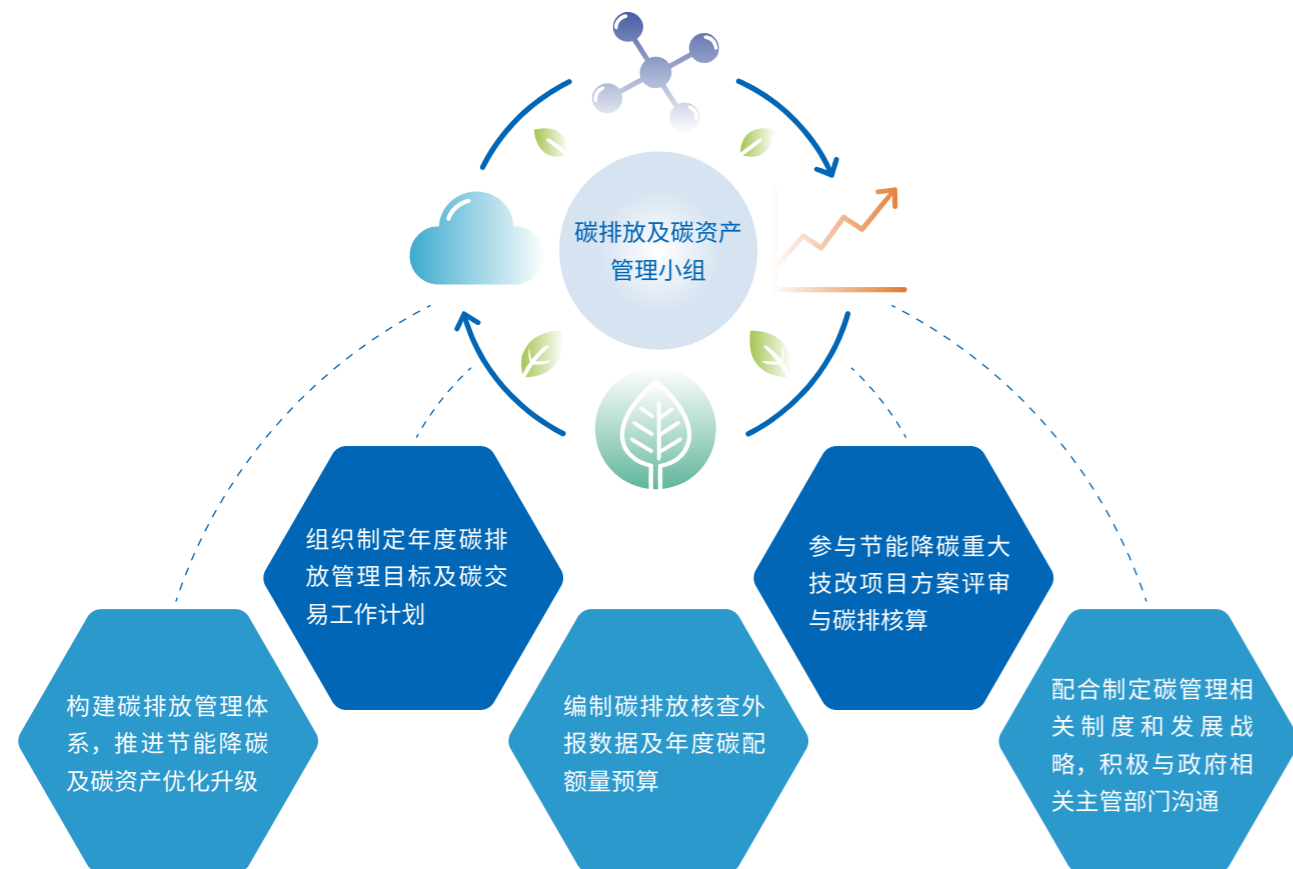 碳排放及碳资产
管理小组
构建碳排放管理体
系，推进节能降碳
及碳资产优化升级
组织制定年度碳排
放管理目标及碳交
易工作计划
编制碳排放核查外
报数据及年度碳配
额量预算
参与节能降碳重大
技改项目方案评审
与碳排核算
配合制定碳管理相
关制度和发展战
略，积极与政府相
关主管部门沟通